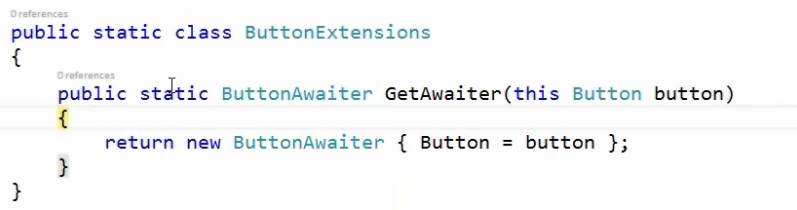 0 references
public static class ButtonExtensions
{
0 references
public static ButtonAwaiter GetAwaiter(this Button button)
{
return new ButtonAwaiter { Button = button };
}
}